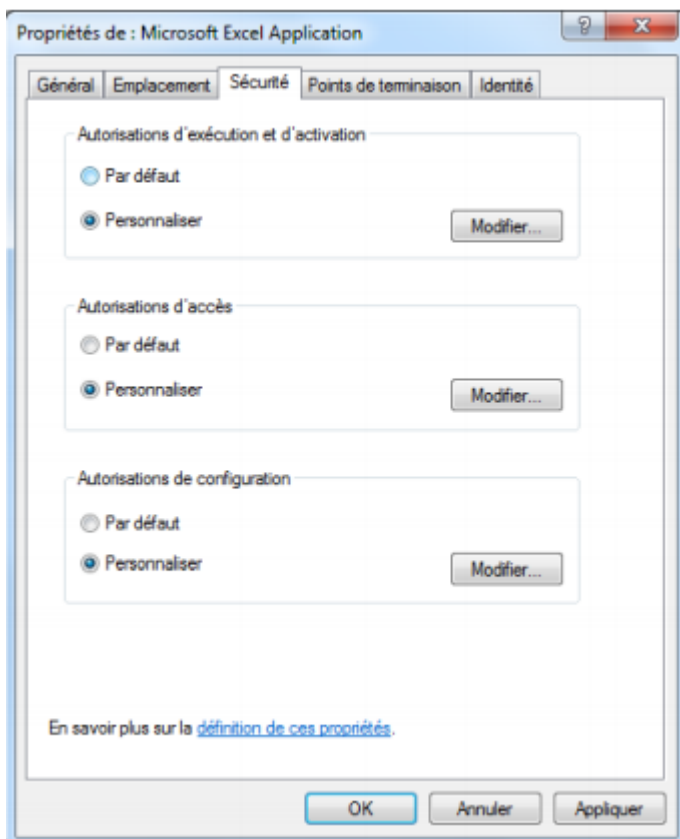 Propriétés de : Microsoft Excel Application
Général Emplacement Sécurité Points de terminaison Identité
Autorisations d'exécution et d'activation
Par défaut
Personnaliser
Modifier...
Autorisations d'accès
Par défaut
Personnaliser
Modifier...
Autorisations de configuration
Par défaut
Personnaliser
Modifier...
En savoir plus sur la définition de ces propriétés.
OK Annuler Appliquer